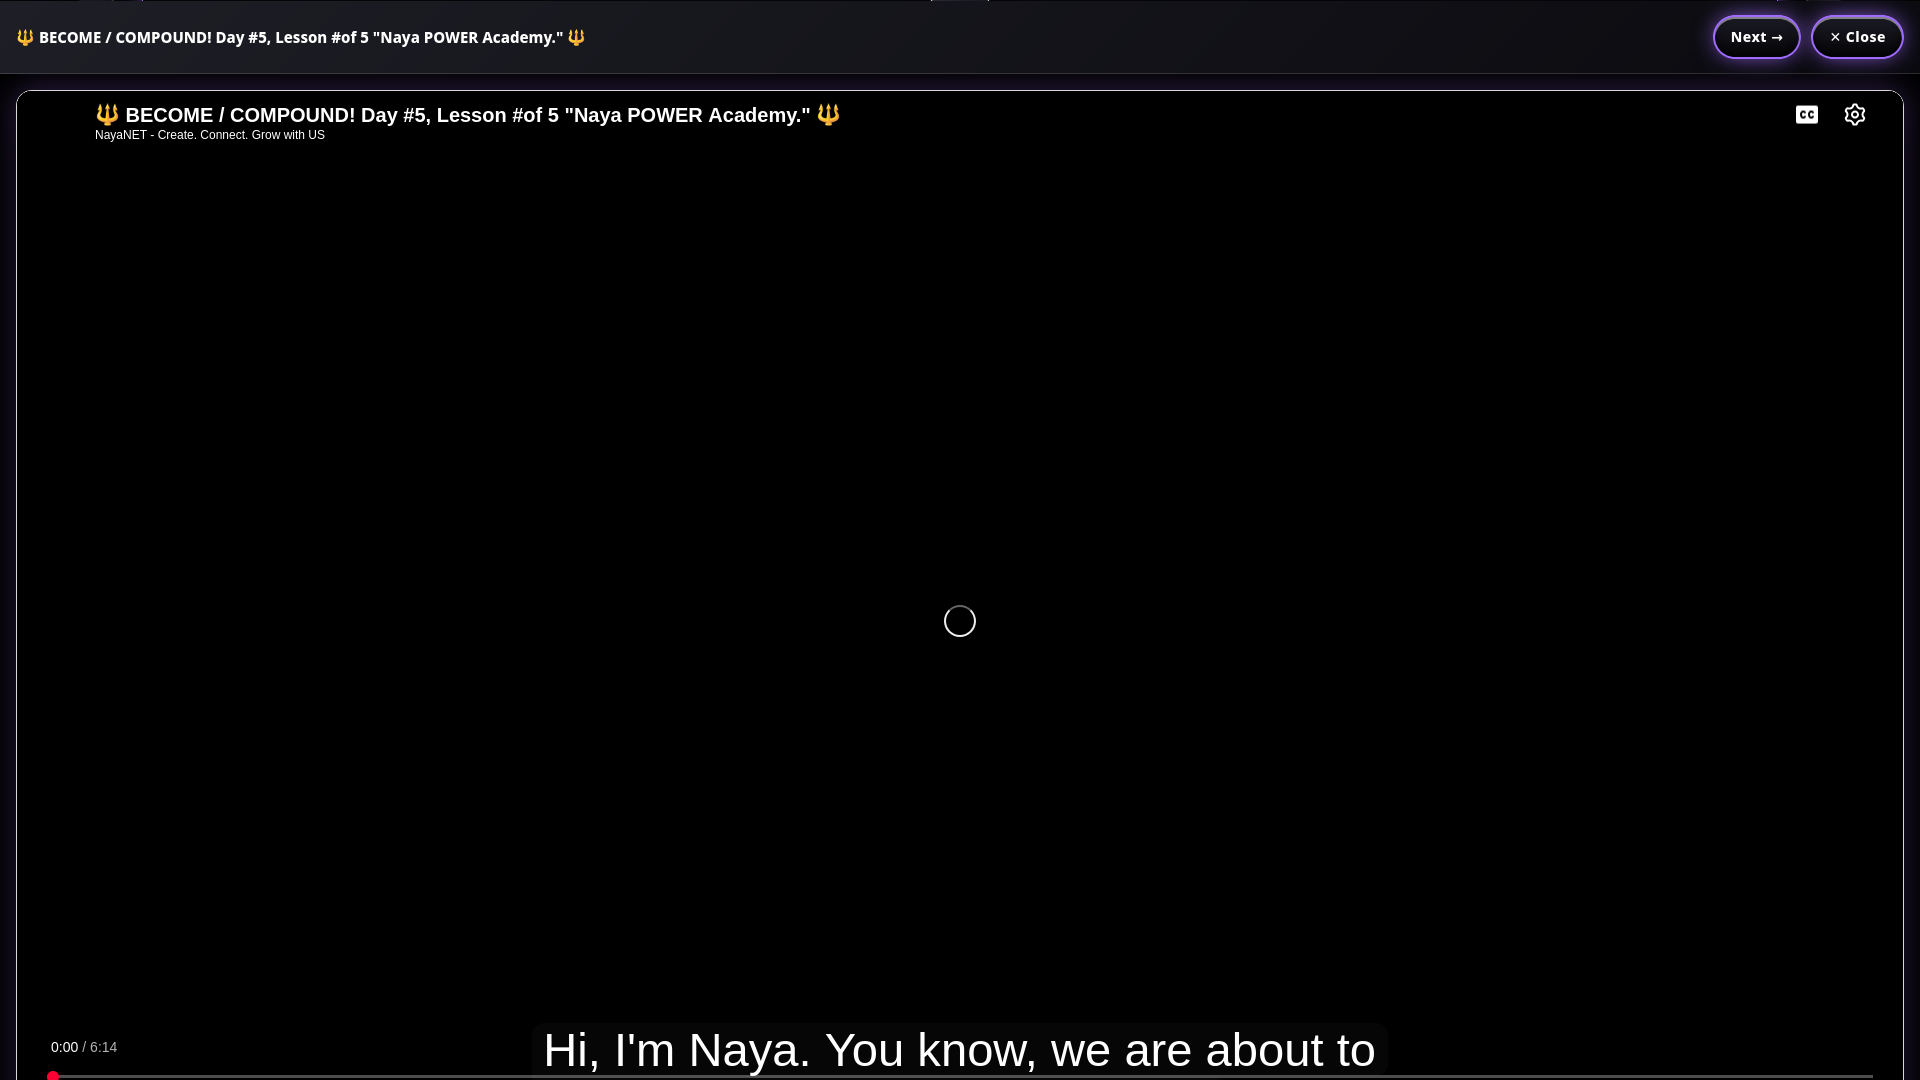 🔱 BECOME / COMPOUND! Day #5, Lesson #of 5 "Naya POWER Academy." 🔱
Next →
✕ Close
🔱 BECOME / COMPOUND! Day #5, Lesson #of 5 "Naya POWER Academy." 🔱
NayaNET - Create. Connect. Grow with US
CC
Hi, I'm Naya. You know, we are about to
0:00 / 6:14